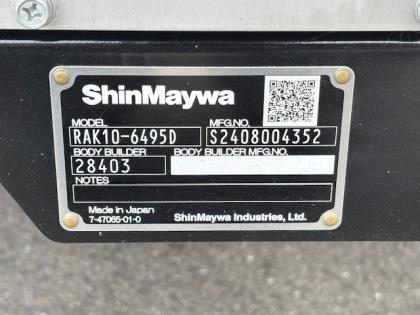 ShinMaywa
MODEL MFG.NO.
RAK10-6495D S2408004352
BODY BUILDER BODY BUILDER MFG.NO.
28403
NOTES
Made in Japan
7-47065-01-0 ShinMaywa Industries, Ltd.